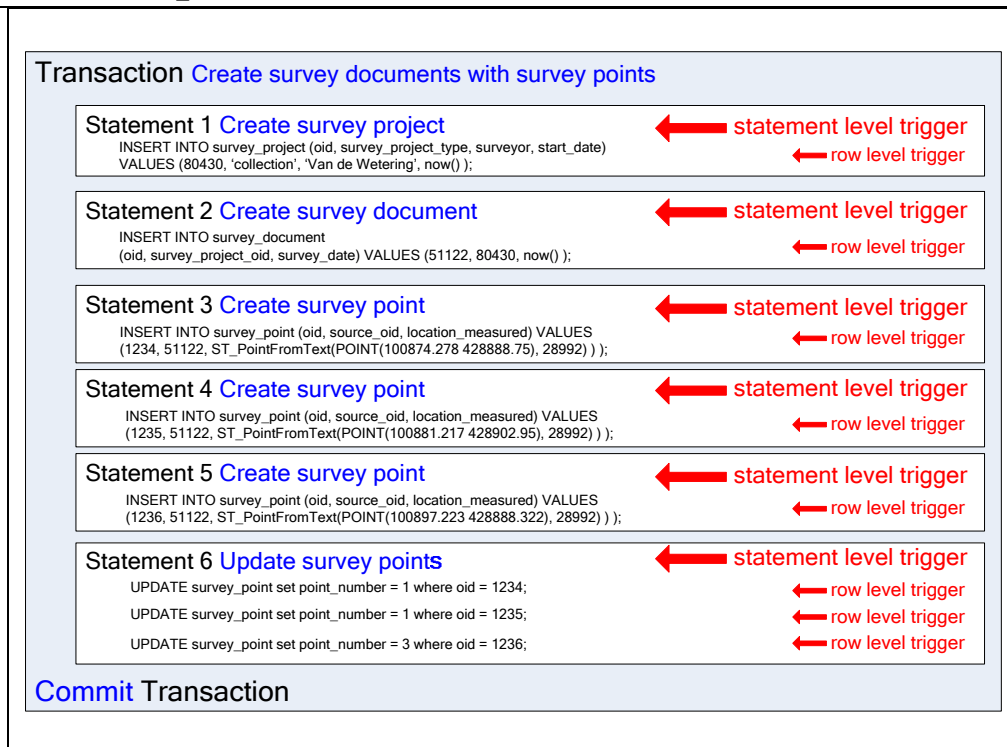 Transaction Create survey documents with survey points
Statement 1 Create survey project
statement level trigger
INSERT INTO survey_project (oid, survey_project_type, surveyor, start_date)
row level trigger
VALUES (80430, ‘collection’, ‘Van de Wetering’, now() );
Statement 2 Create survey document
statement level trigger
INSERT INTO survey_document
row level trigger
(oid, survey_project_oid, survey_date) VALUES (51122, 80430, now() );
Statement 3 Create survey point
statement level trigger
INSERT INTO survey_point (oid, source_oid, location_measured) VALUES
row level trigger
(1234, 51122, ST_PointFromText(POINT(100874.278 428888.75), 28992) ) );
Statement 4 Create survey point
statement level trigger
INSERT INTO survey_point (oid, source_oid, location_measured) VALUES
row level trigger
(1235, 51122, ST_PointFromText(POINT(100881.217 428902.95), 28992) ) );
Statement 5 Create survey point
statement level trigger
INSERT INTO survey_point (oid, source_oid, location_measured) VALUES
row level trigger
(1236, 51122, ST_PointFromText(POINT(100897.223 428888.322), 28992) ) );
Statement 6 Update survey points
statement level trigger
UPDATE survey_point set point_number = 1 where oid = 1234;
row level trigger
UPDATE survey_point set point_number = 1 where oid = 1235;
row level trigger
UPDATE survey_point set point_number = 3 where oid = 1236;
row level trigger
Commit Transaction